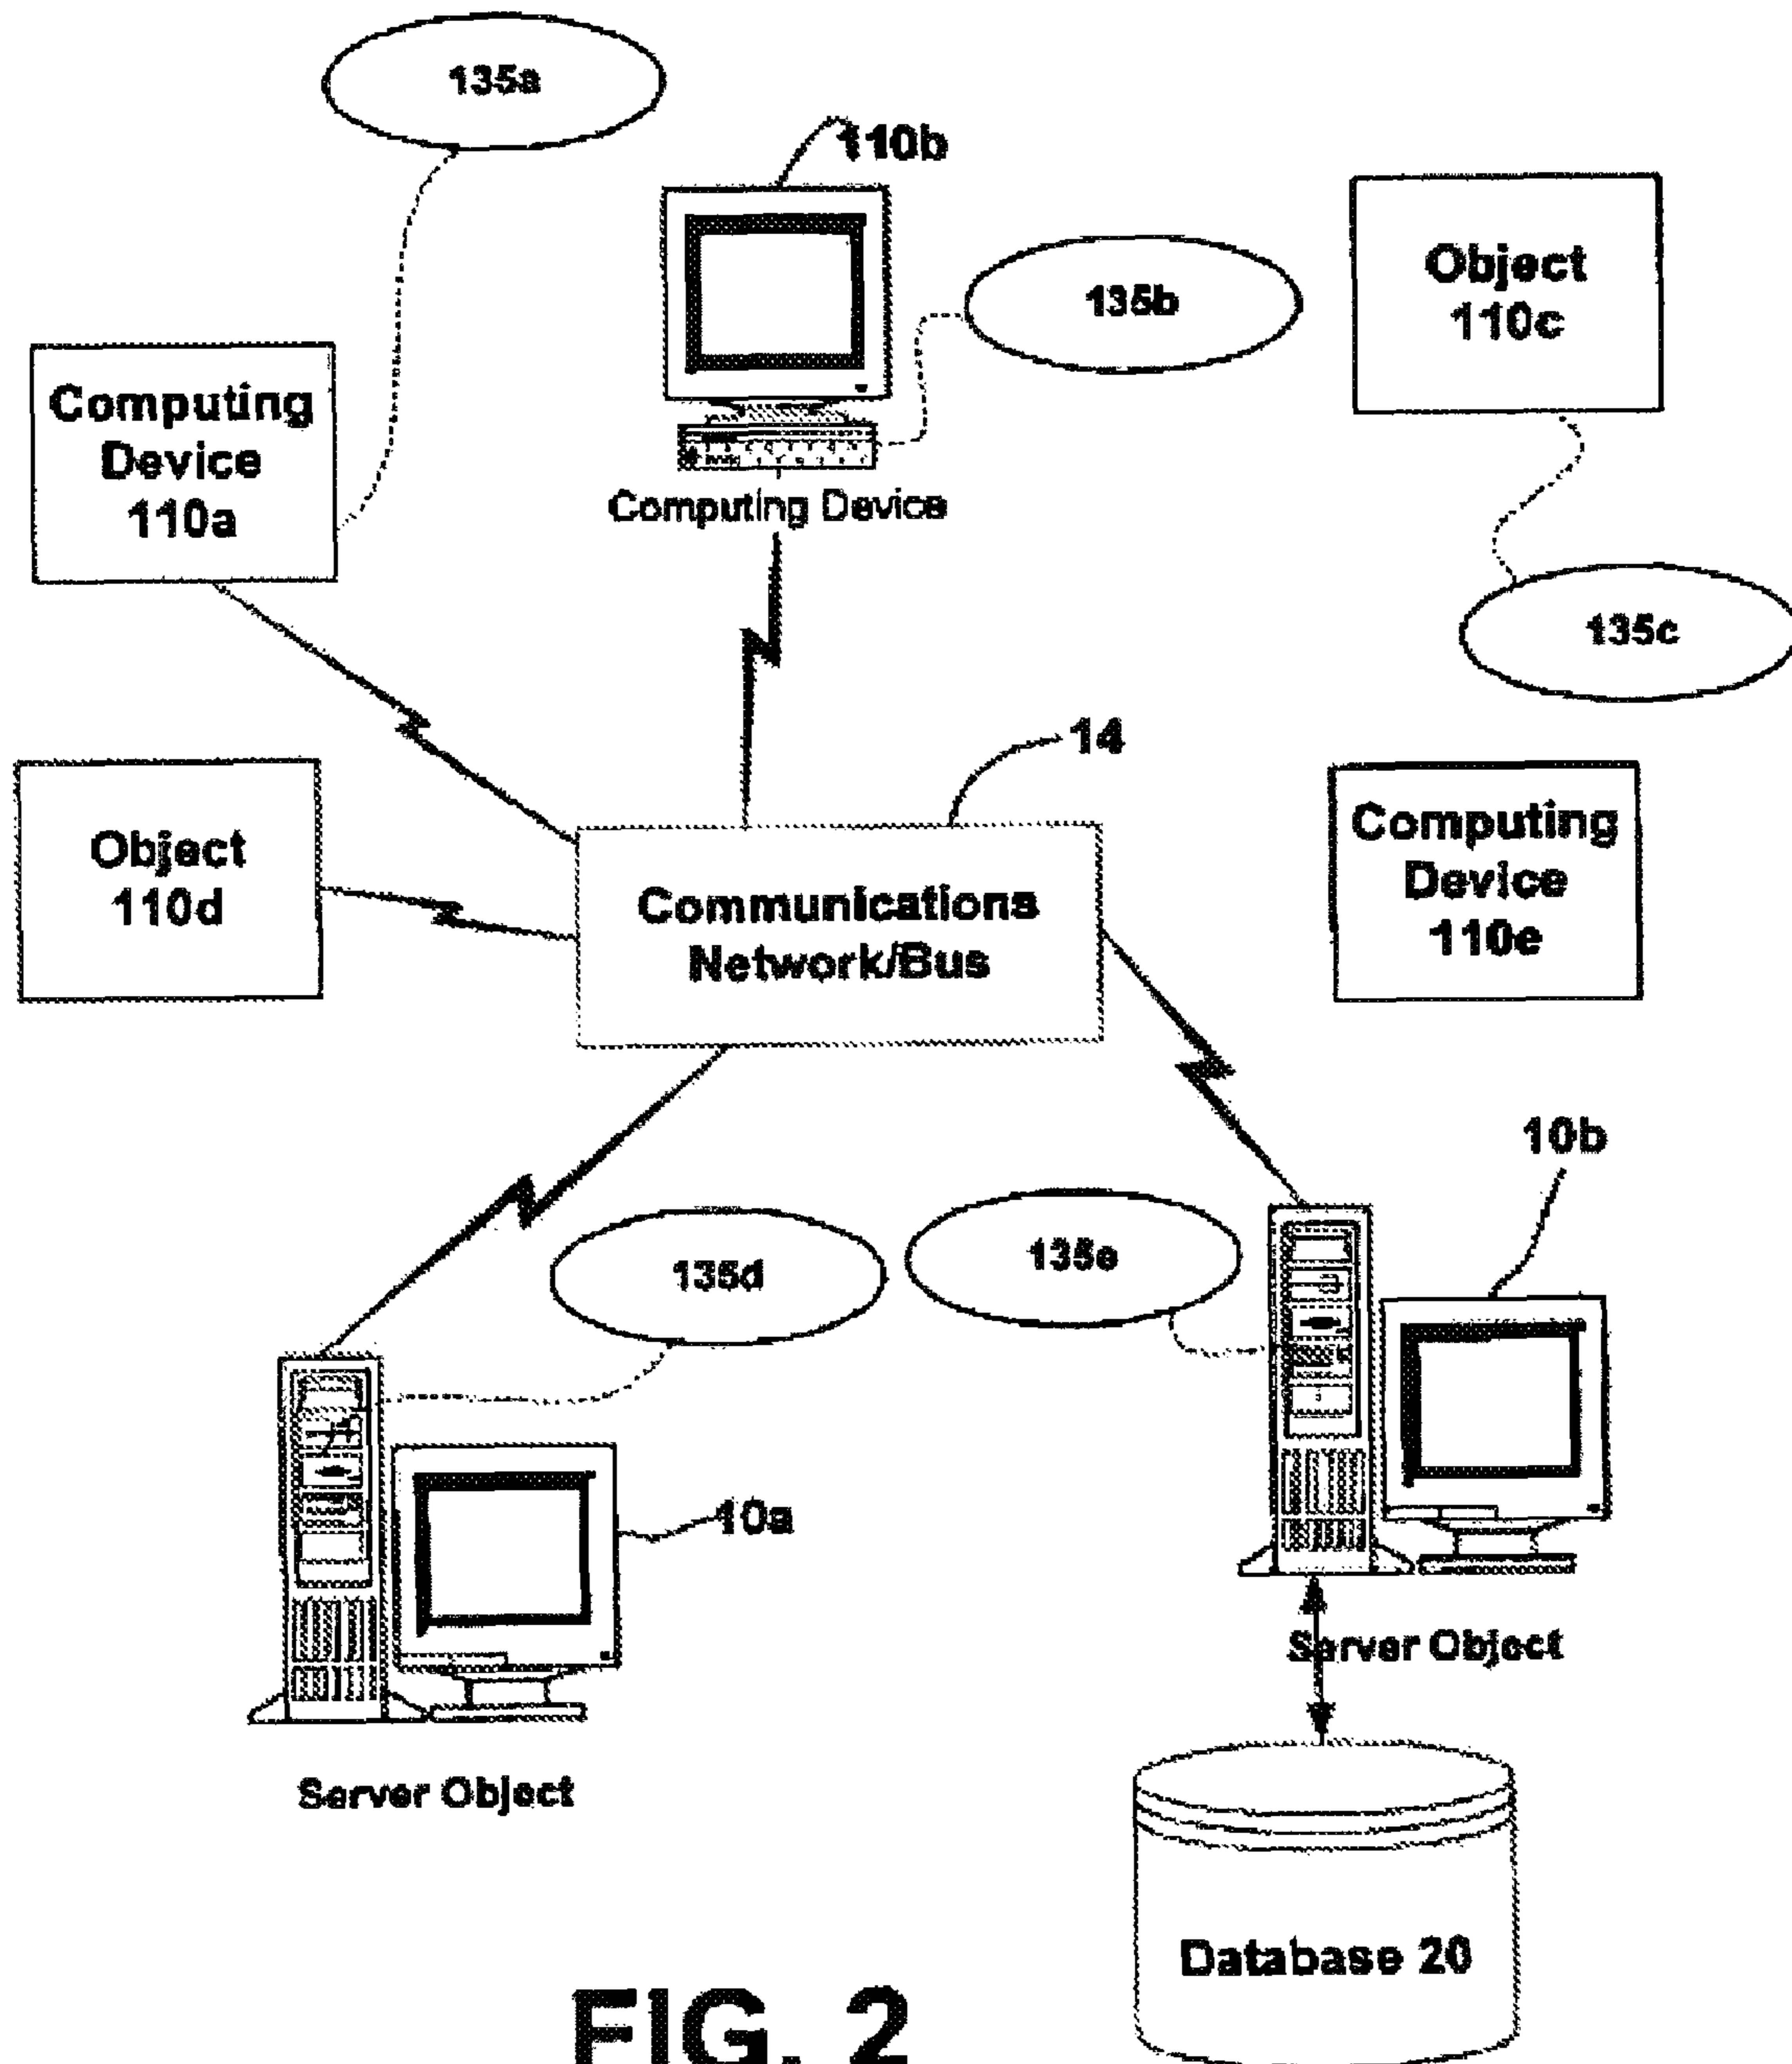 135a
110b
Object
110c
135b
Computing
Device
110a
Computing Device
135c
14
Computing
Device
110e
Object
110d
Communications
Network/Bus
10b
135e
135d
10a
Server Object
Server Object
Database 20
FIG. 2